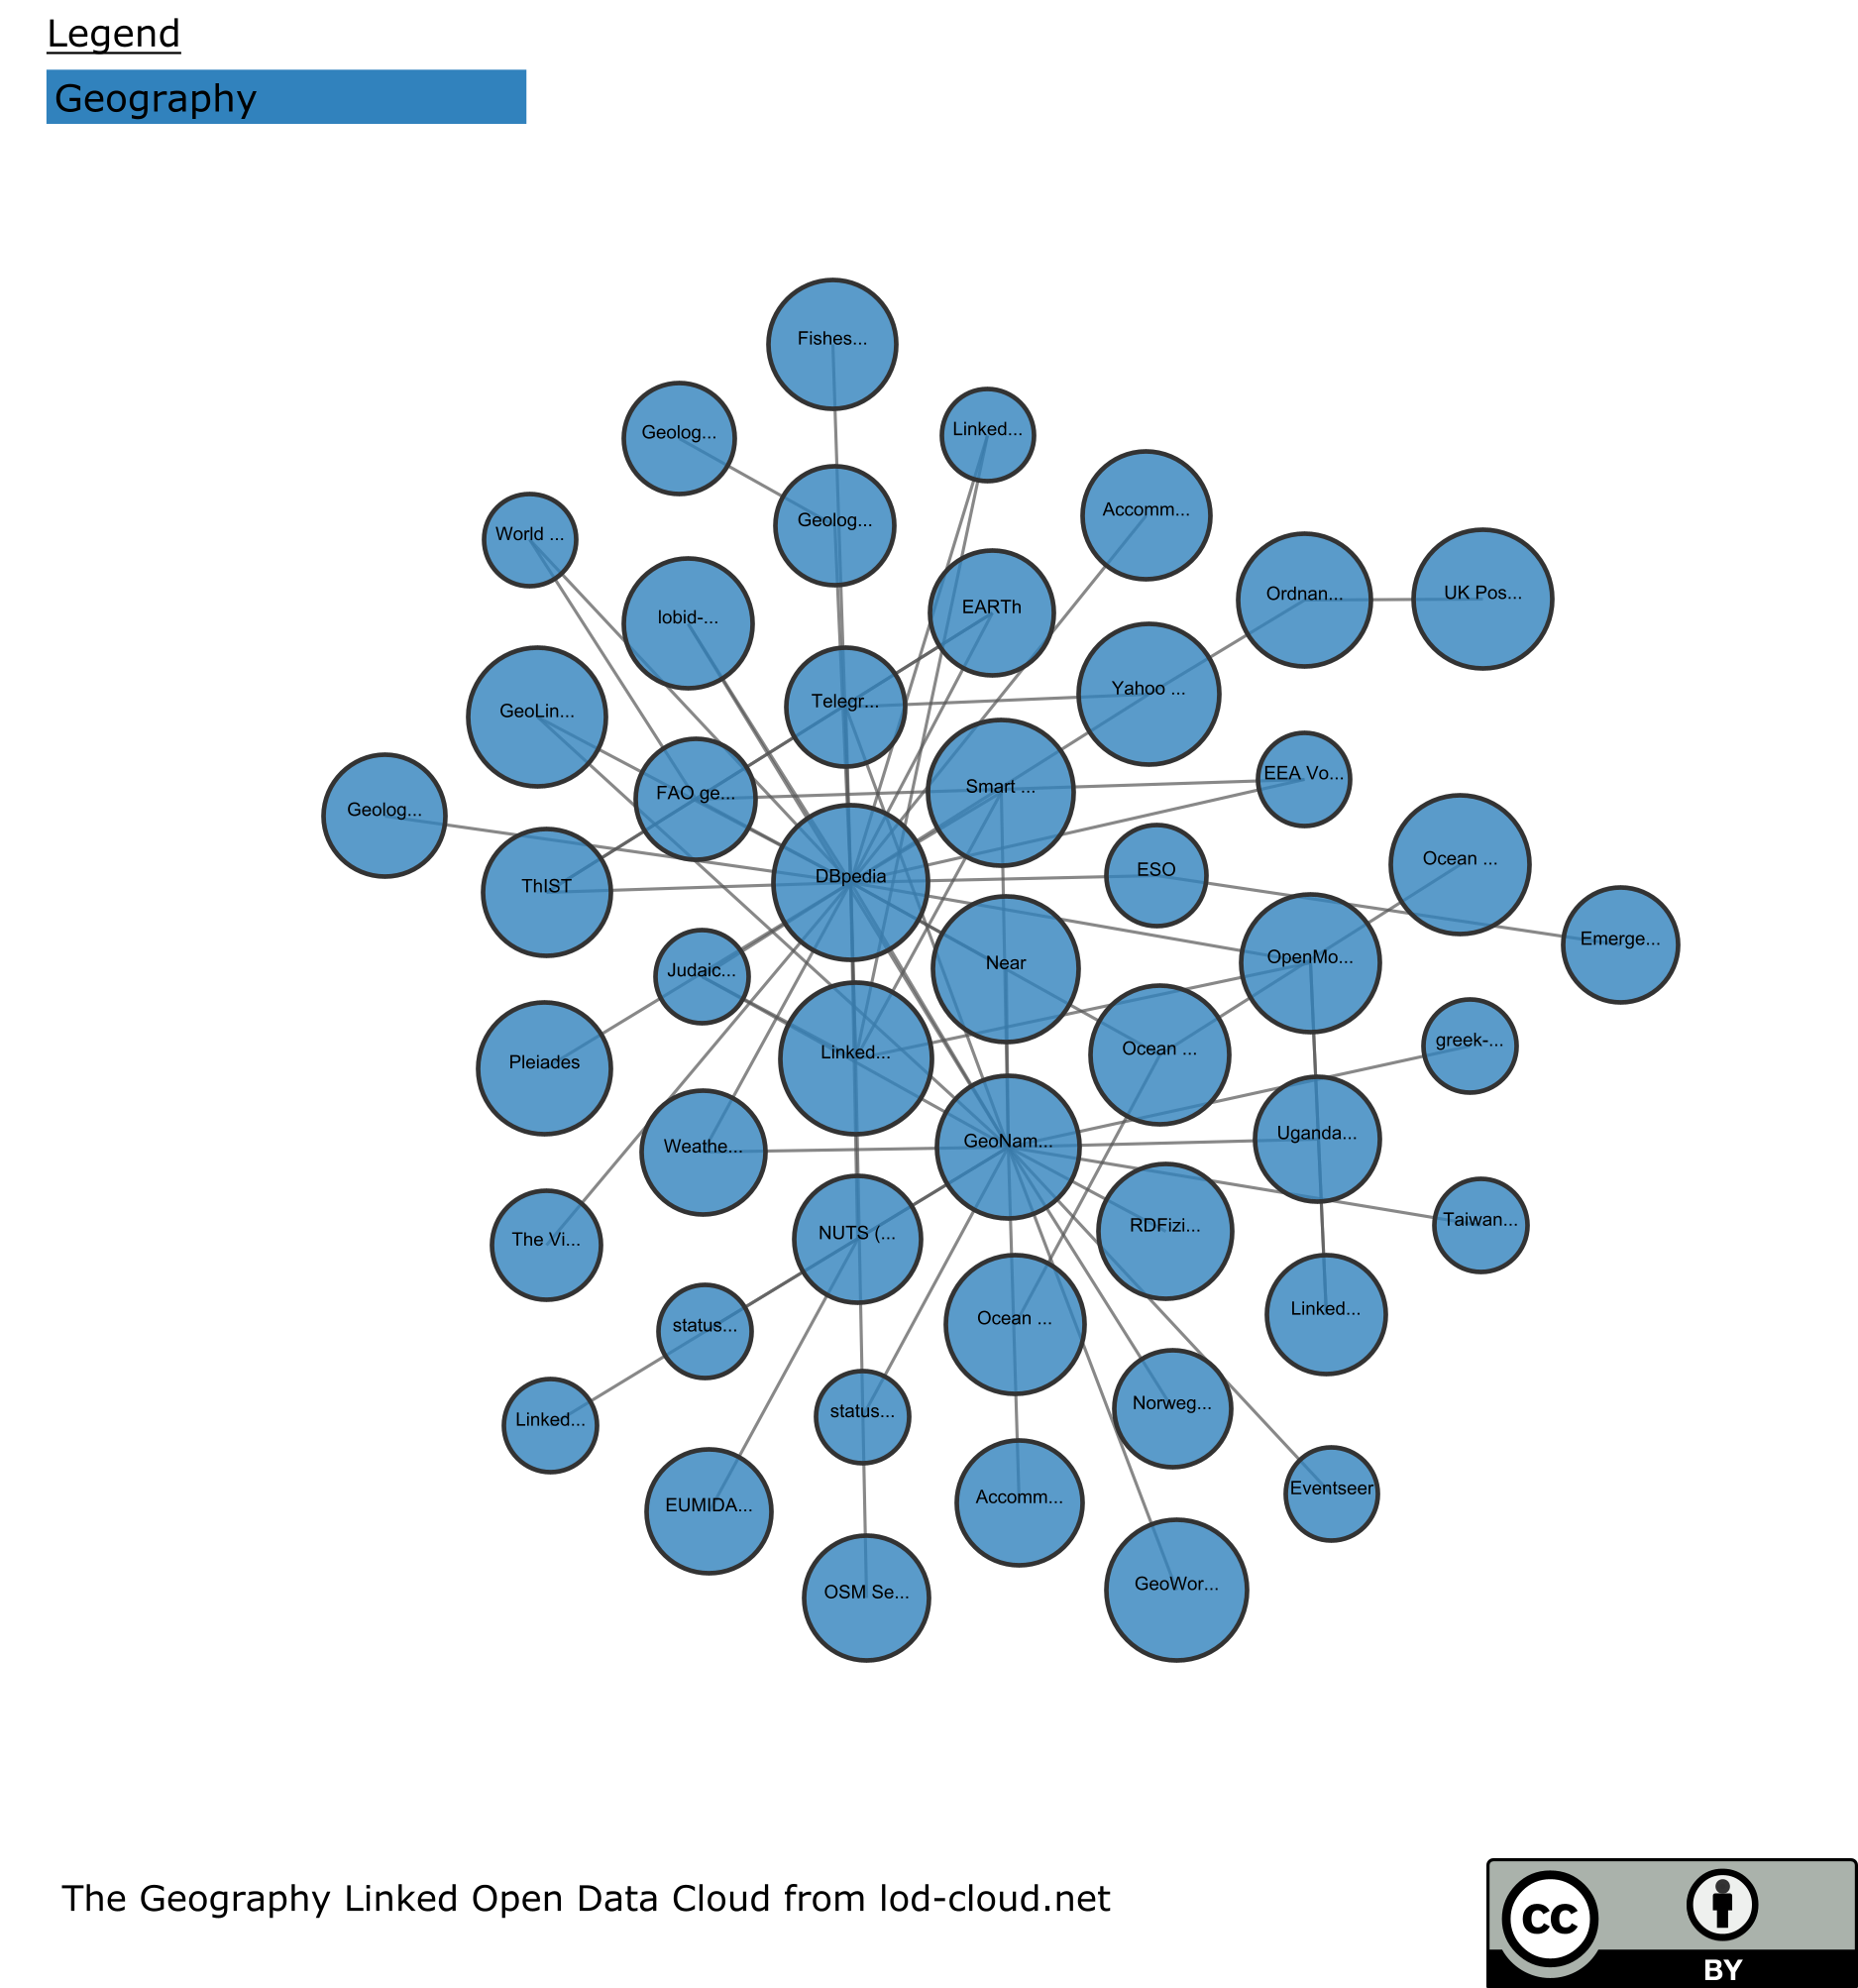 Legend
Geography
Fishes...
Linked...
Geolog...
Accomm...
Geolog...
World ...
Ordnan...
UK Pos...
EARTh
lobid-...
Yahoo ...
Telegr...
GeoLin...
EEA Vo...
Smart ...
FAO ge...
Geolog...
Ocean ...
ESO
DBpedia
ThIST
Emerge...
OpenMo...
Near
Judaic...
greek-...
Ocean ...
Linked...
Pleiades
Uganda...
GeoNam...
Weathe...
Taiwan...
RDFizi...
NUTS (...
The Vi...
Linked...
Ocean ...
status...
Norweg...
status...
Linked...
Eventseer
Accomm...
EUMIDA...
GeoWor...
OSM Se...
The Geography Linked Open Data Cloud from lod-cloud.net
cc
BY